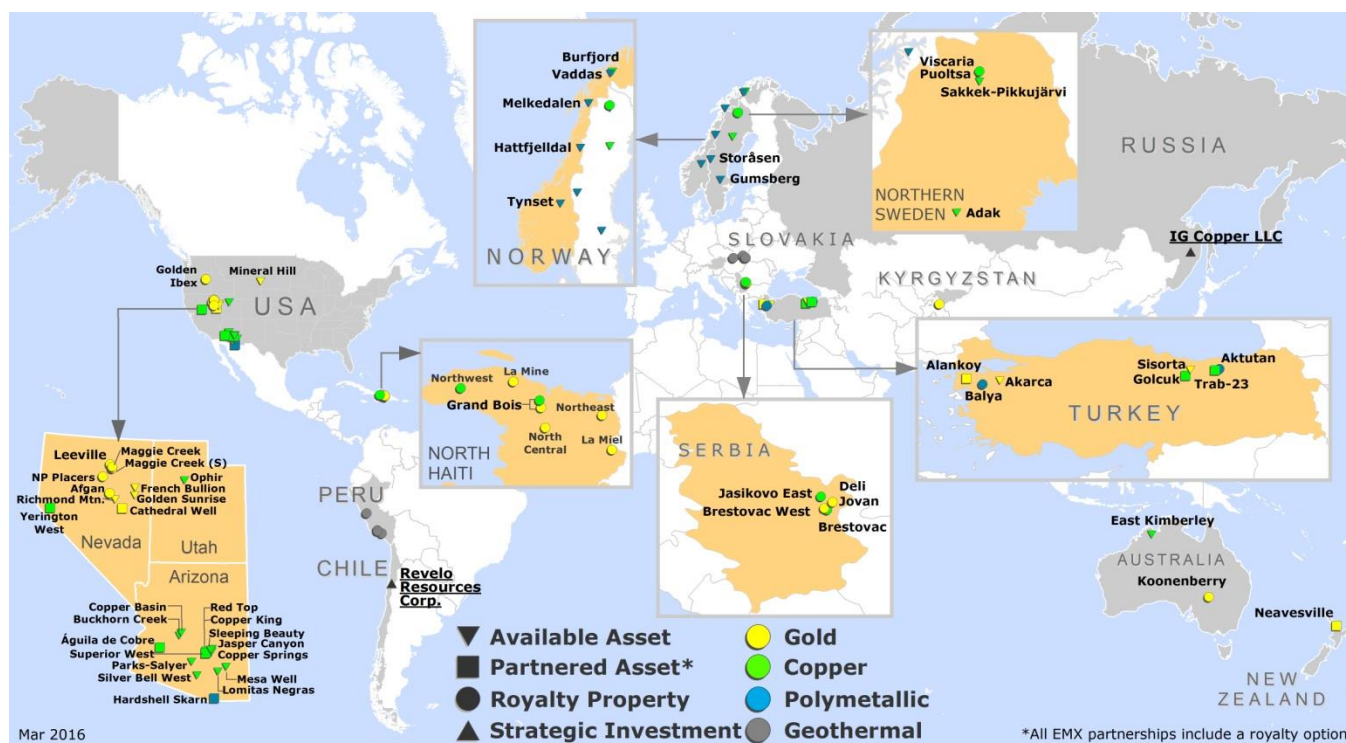 Burfjord
Vaddas
Melkedalen
Hattfjelldal
Tynset
NORWAY
Storåsen
Gumsberg
Viscaria
Puoltsa
Sakkek-Pikkujärvi
NORTHERN
SWEDEN
Adak
RUSSIA
IG Copper LLC
SLOVAKIA
KYRGYZSTAN
Golden
Ibex
Mineral Hill
USA
La Mine
Northwest
Grand Bois
Northeast
North
Central
La Miel
NORTH
HAITI
Alankoy
Balya
Akarca
Sisorta
Golcuk
Aktutan
Trab-23
TURKEY
SERBIA
Jasikovo East
Brestovac West
Deli
Jovan
Brestovac
Leeville
Maggie Creek
Maggie Creek (S)
NP Placers
Afgan
Richmond Mtn.
Yerington
West
Ophir
French Bullion
Golden Sunrise
Cathedral Well
Nevada
Utah
Arizona
Copper Basin
Buckhorn Creek
Águila de Cobre
Superior West
Parks-Salyer
Silver Bell West
Hardshell Skarn
Red Top
Copper King
Sleeping Beauty
Jasper Canyon
Copper Springs
Mesa Well
Lomitas Negras
PERU
CHILE
Revelo
Resources
Corp.
East Kimberley
AUSTRALIA
Koonenberry
Neavesville
NEW
ZEALAND
Available Asset
Partnered Asset*
Royalty Property
Strategic Investment
Gold
Copper
Polymetallic
Geothermal
Mar 2016
*All EMX partnerships include a royalty option